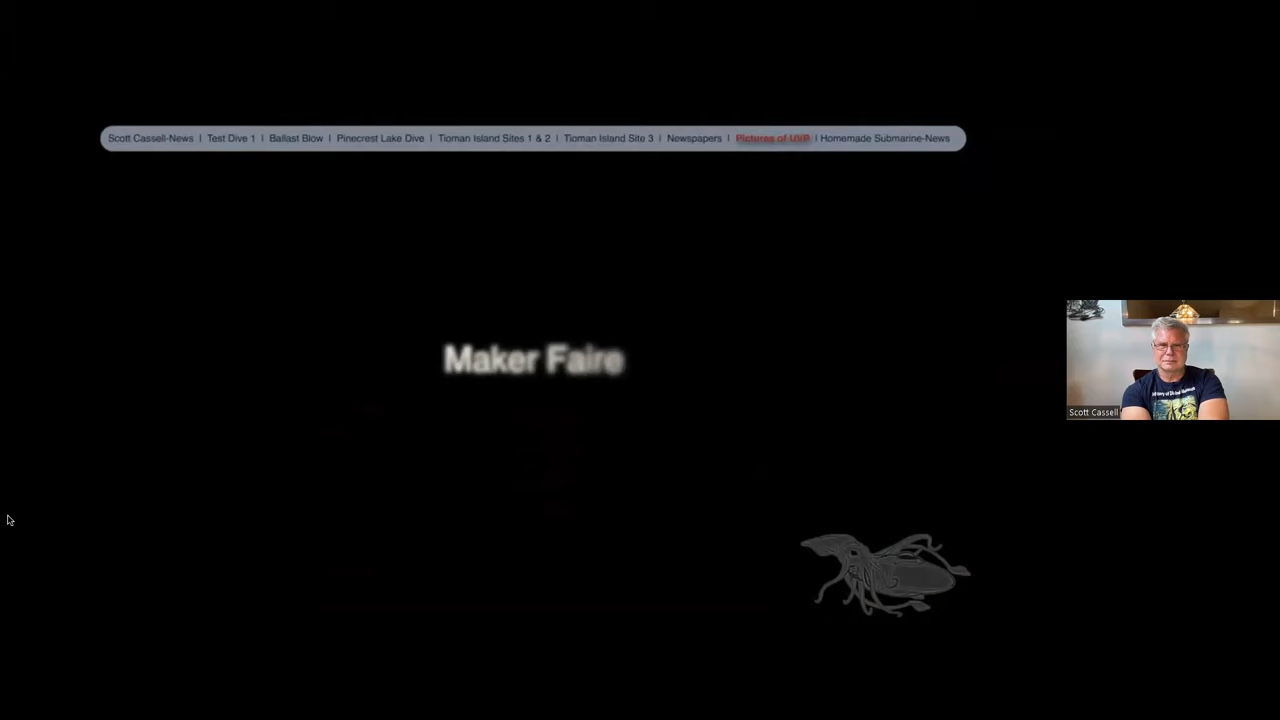 Scott Cassell-News | Test Dive 1 | Ballast Blow | Pinecrest Lake Dive | Tioman Island Sites 1 & 2 | Tioman Island Site 3 | Newspapers | Pictures of UVP | Homemade Submarine-News
Maker Faire
Scott Cassell